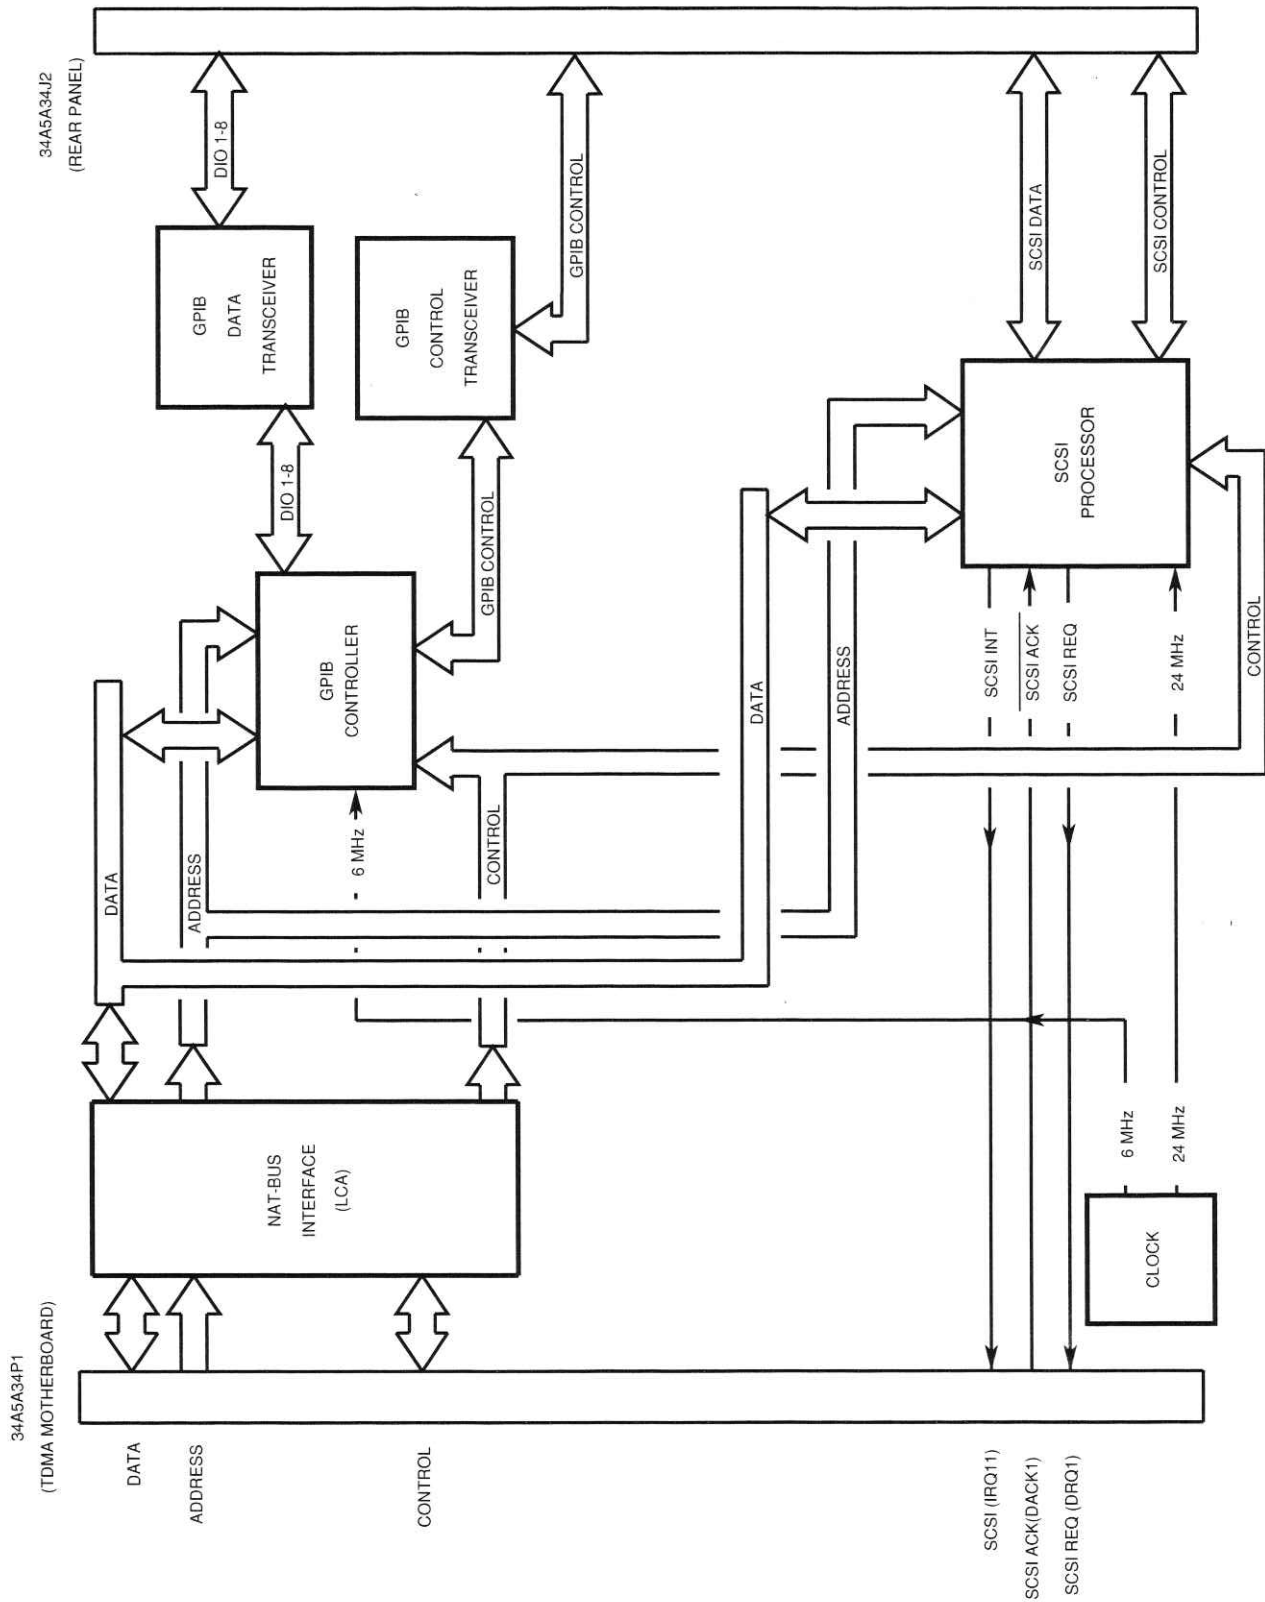 34A5A34P1
(TDMA MOTHERBOARD)
34A5A34J2
(REAR PANEL)
DATA
ADDRESS
CONTROL
SCSI (IRQ11)
SCSI ACK(DACK1)
SCSI REQ (DRQ1)
NAT-BUS
INTERFACE
(LCA)
CLOCK
6 MHz
24 MHz
DATA
ADDRESS
6 MHz
CONTROL
GPIB
CONTROLLER
DIO 1-8
GPIB CONTROL
GPIB
DATA
TRANSCEIVER
GPIB
CONTROL
TRANSCEIVER
DIO 1-8
GPIB CONTROL
DATA
ADDRESS
SCSI INT
SCSI ACK
SCSI REQ
24 MHz
CONTROL
SCSI
PROCESSOR
SCSI DATA
SCSI CONTROL